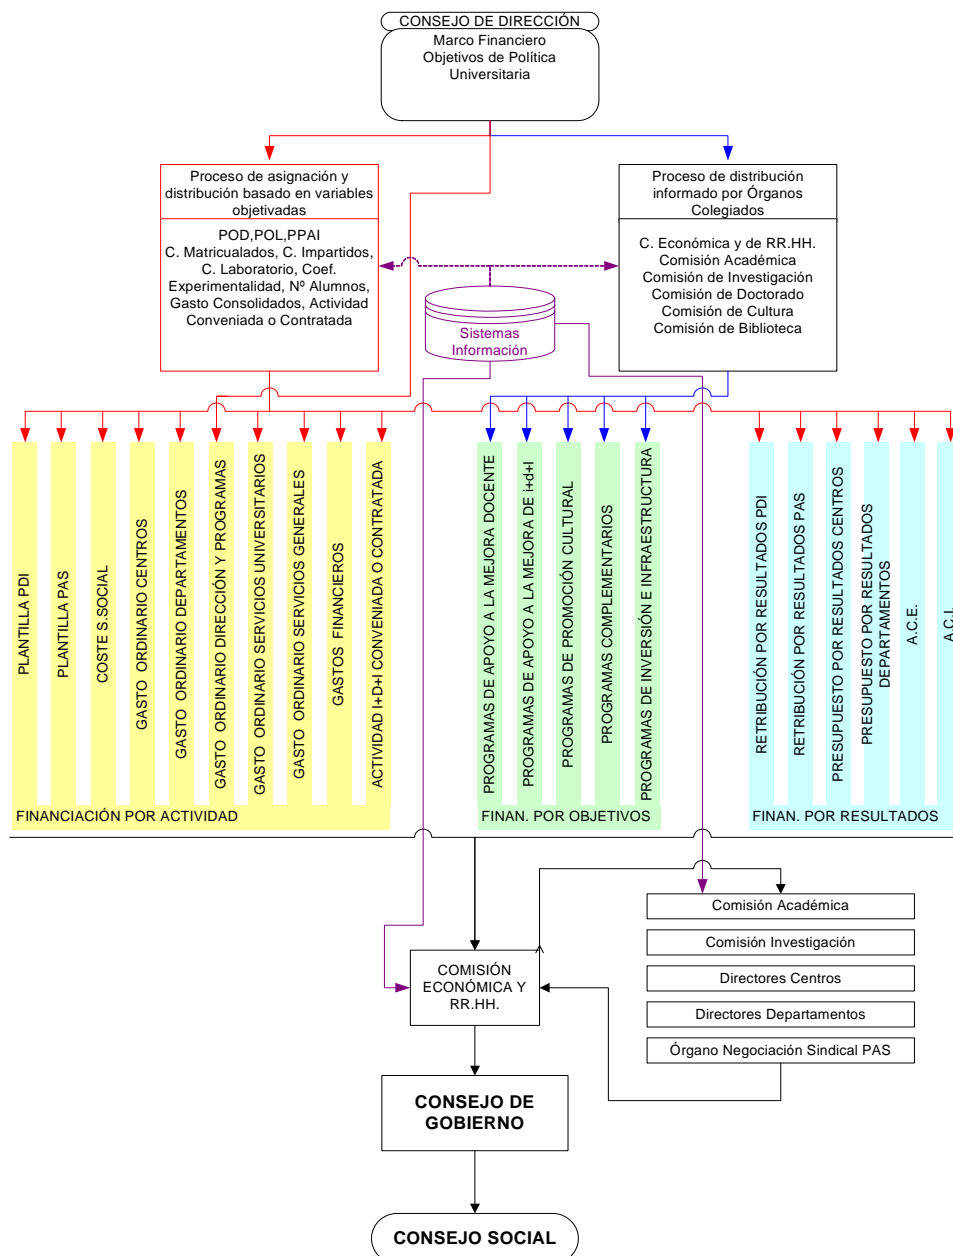 CONSEJO DE DIRECCIÓN
Marco Financiero
Objetivos de Política
Universitaria
Proceso de asignación y
distribución basado en variables
objetivadas
POD,POL,PPAI
C. Matricualados, C. Impartidos,
C. Laboratorio, Coef.
Experimentalidad, Nº Alumnos,
Gasto Consolidados, Actividad
Conveniada o Contratada
Proceso de distribución
informado por Órganos
Colegiados
C. Económica y de RR.HH.
Comisión Académica
Comisión de Investigación
Comisión de Doctorado
Comisión de Cultura
Comisión de Biblioteca
Sistemas
Información
PLANTILLA PDI
PLANTILLA PAS
COSTE S.SOCIAL
GASTO ORDINARIO CENTROS
GASTO ORDINARIO DEPARTAMENTOS
GASTO ORDINARIO DIRECCIÓN Y PROGRAMAS
GASTO ORDINARIO SERVICIOS UNIVERSITARIOS
GASTO ORDINARIO SERVICIOS GENERALES
GASTOS FINANCIEROS
ACTIVIDAD I+D+I CONVENIADA O CONTRATADA
FINANCIACIÓN POR ACTIVIDAD
PROGRAMAS DE APOYO A LA MEJORA DOCENTE
PROGRAMAS DE APOYO A LA MEJORA DE i+d+I
PROGRAMAS DE PROMOCIÓN CULTURAL
PROGRAMAS COMPLEMENTARIOS
PROGRAMAS DE INVERSIÓN E INFRAESTRUCTURA
FINAN. POR OBJETIVOS
RETRIBUCIÓN POR RESULTADOS PDI
RETRIBUCIÓN POR RESULTADOS PAS
PRESUPUESTO POR RESULTADOS CENTROS
PRESUPUESTO POR RESULTADOS
DEPARTAMENTOS
A.C.E.
A.C.I.
FINAN. POR RESULTADOS
Comisión Académica
Comisión Investigación
Directores Centros
Directores Departamentos
Órgano Negociación Sindical PAS
COMISIÓN
ECONÓMICA Y
RR.HH.
CONSEJO DE
GOBIERNO
CONSEJO SOCIAL